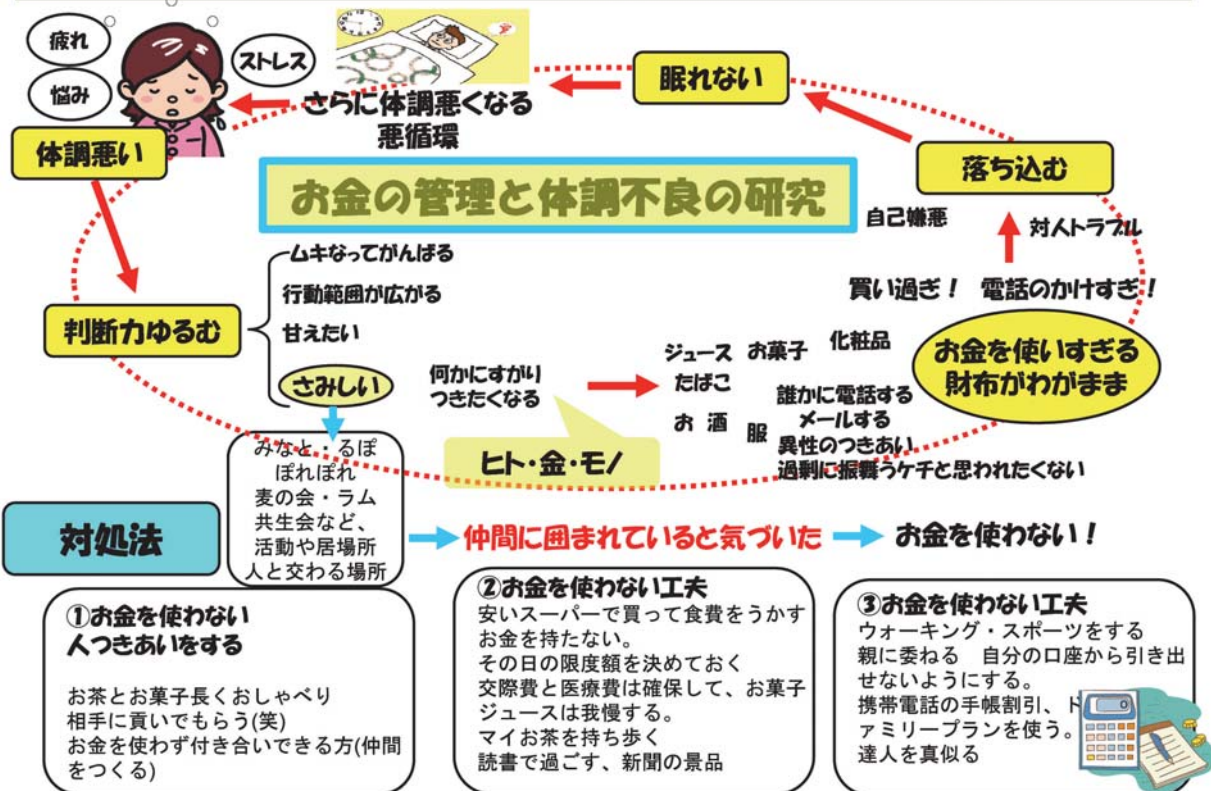 疲れ
悩み
ストレス
体調悪い
さらに体調悪くなる
悪循環
眠れない
落ち込む
お金の管理と体調不良の研究
自己嫌悪
対人トラブル
買い過ぎ！
電話のかけすぎ！
お金を使いすぎる
財布がわがまま
判断力ゆるむ
ムキなってがんばる
行動範囲が広がる
甘えたい
さみしい
何かにすがり
つきたくなる
ヒト・金・モノ
ジュース
お菓子
化粧品
たばこ
お 酒
服
誰かに電話する
メールする
異性のつきあい
過剰に振舞うケチと思われたくない
対処法
みなと・るぽ
ぽれぽれ
麦の会・ラム
共生会など、
活動や居場所
人と交わる場所
仲間に囲まれていると気づいた
お金を使わない！
①お金を使わない
人つきあいをする
お茶とお菓子長くおしゃべり
相手に貢いでもらう(笑)
お金を使わず付き合いできる方(仲間
をつくる)
②お金を使わない工夫
安いスーパーで買って食費をうかす
お金を持たない。
その日の限度額を決めておく
交際費と医療費は確保して、お菓子
ジュースは我慢する。
マイお茶を持ち歩く
読書で過ごす、新聞の景品
③お金を使わない工夫
ウォーキング・スポーツをする
親に委ねる　自分の口座から引き出
せないようにする。
携帯電話の手帳割引、
ァミリープランを使う。
達人を真似る
0